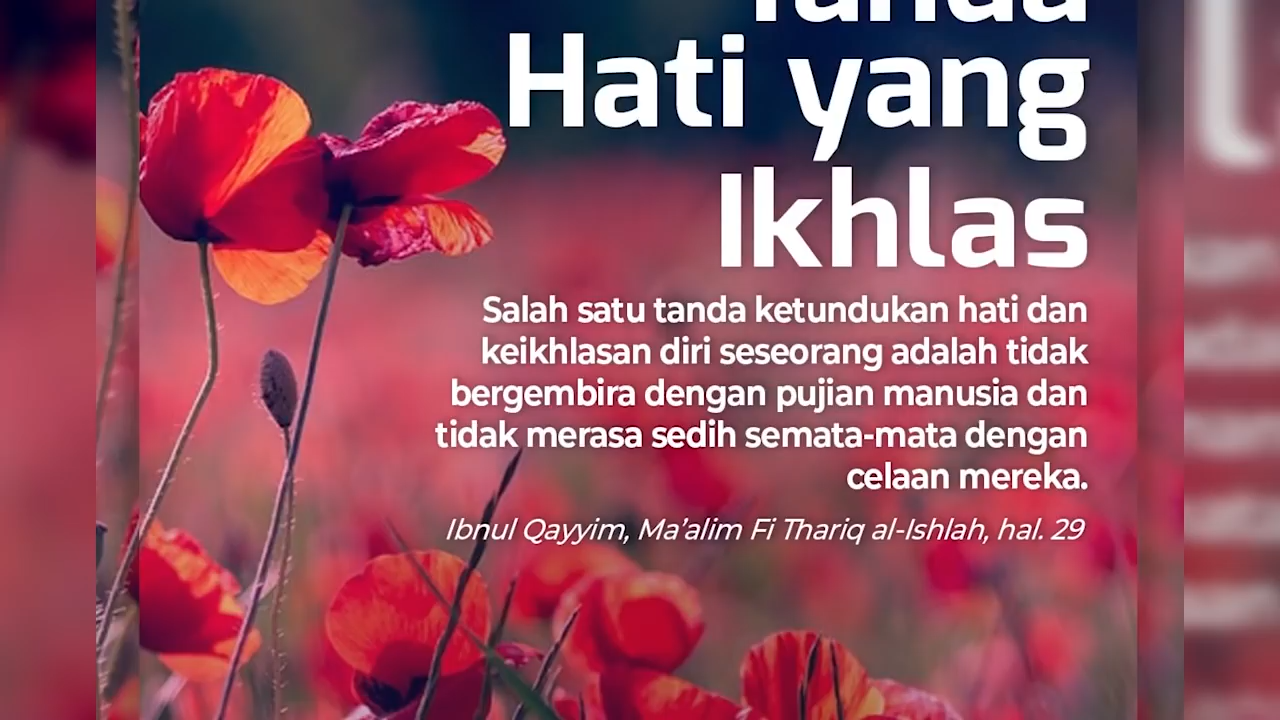 Tanda
Hati yang
Ikhlas
Salah satu tanda ketundukan hati dan
keikhlasan diri seseorang adalah tidak
bergembira dengan pujian manusia dan
tidak merasa sedih semata-mata dengan
celaan mereka.
Ibnul Qayyim, Ma’alim Fi Thariq al-Ishlah, hal. 29